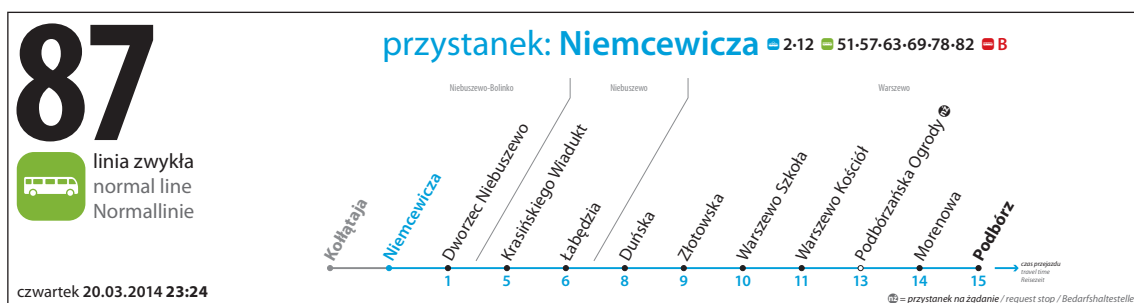 87
linia zwykła
normal line
Normallinie
czwartek 20.03.2014 23:24
przystanek: Niemcewicza 2•12 51•57•63•69•78•82 B
Niebuszewo-Bolinko Niebuszewo Warszewo
Kołłątaja
Niemcewicza
Dworzec Niebuszewo
Krasińskiego Wiadukt
Łabędzia
Duńska
Złotowska
Warszewo Szkoła
Warszewo Kościół
Podbórzańska Ogrody nż
Morenowa
Podbórz
1 5 6 8 9 10 11 13 14 15
czas przejazdu
travel time
Reisezeit
nż = przystanek na żądanie / request stop / Bedarfshaltestelle